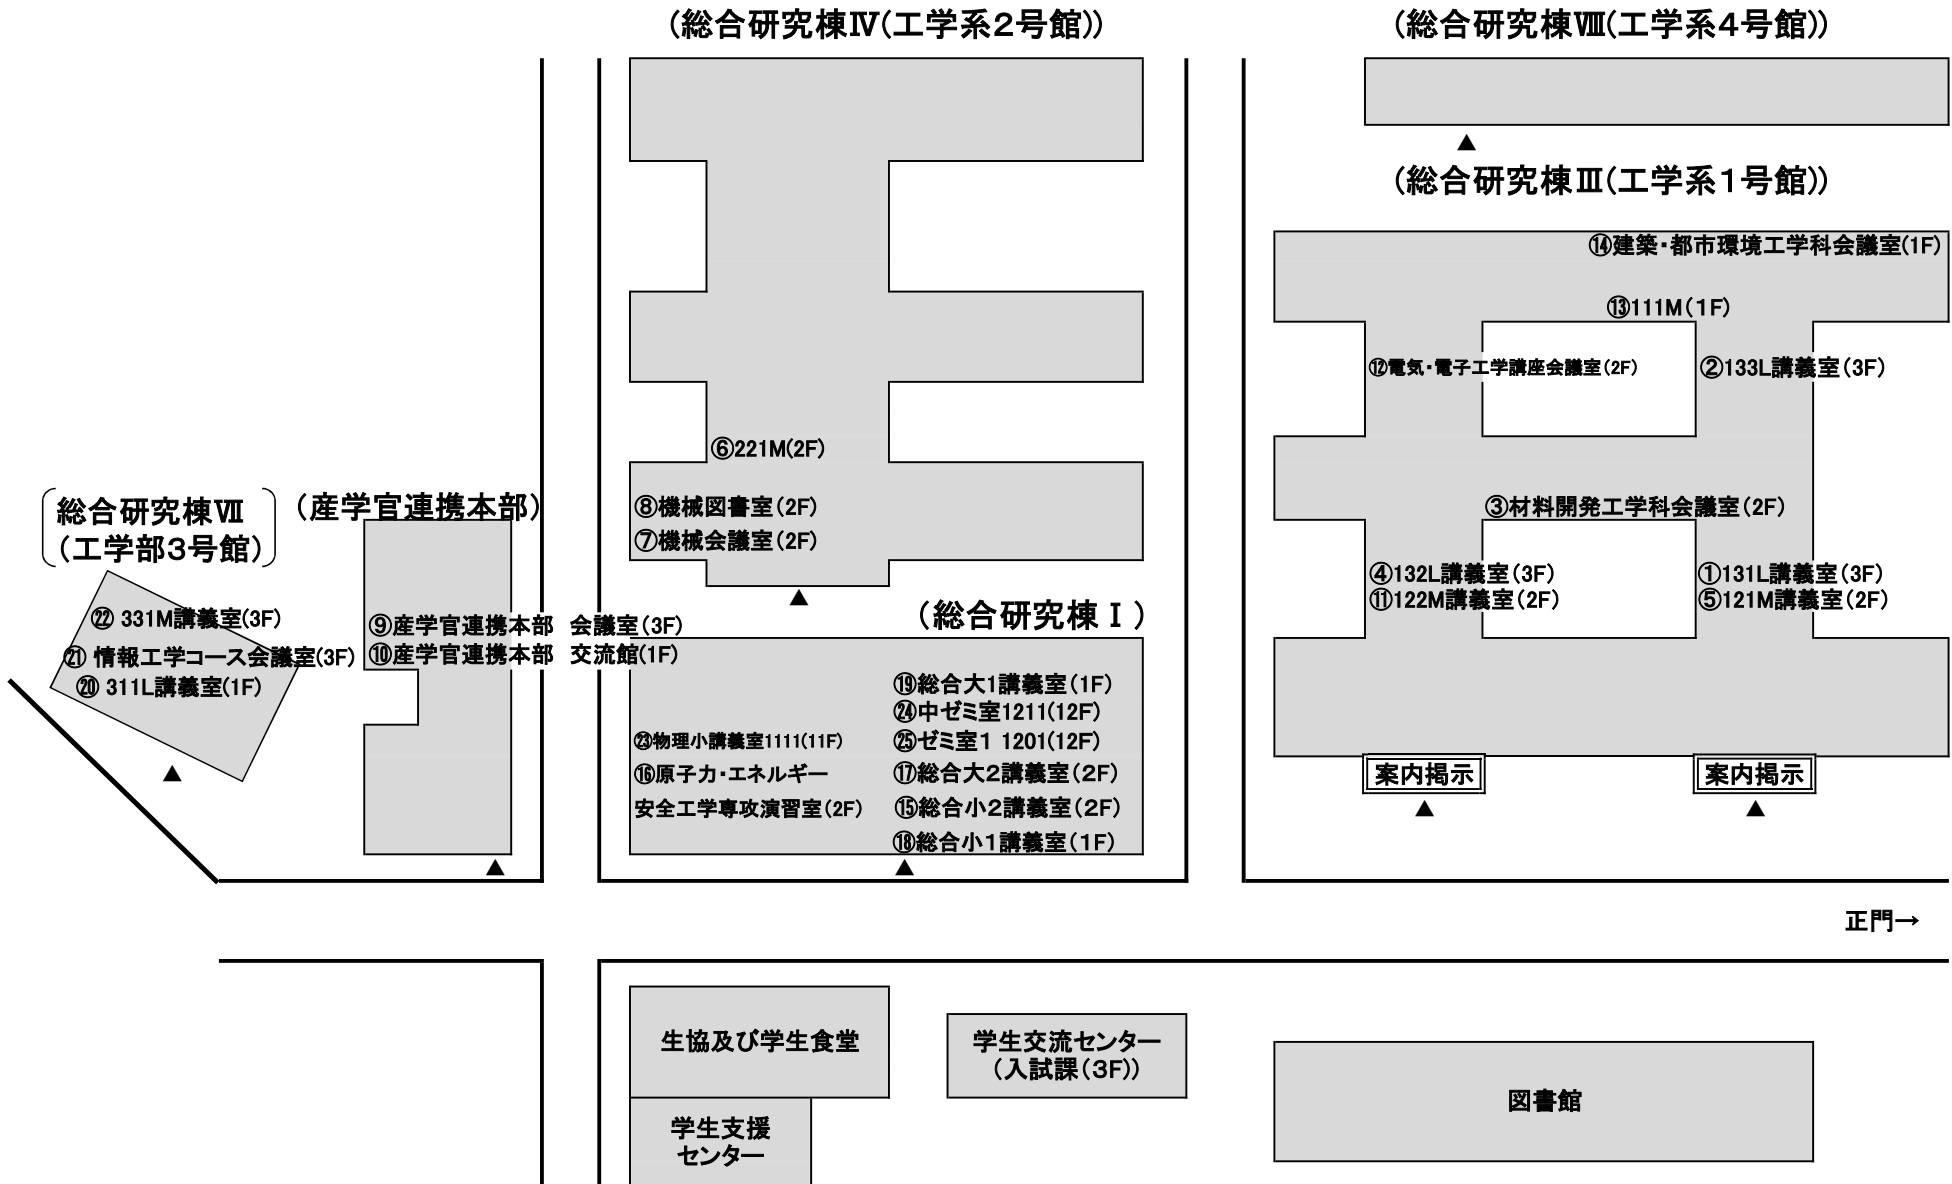 (総合研究棟Ⅳ(工学系2号館))
(総合研究棟Ⅷ(工学系4号館))
▲
(総合研究棟Ⅲ(工学系1号館))
⑭建築・都市環境工学科会議室(1F)
⑬111M(1F)
⑫電気・電子工学講座会議室(2F)
②133L講義室(3F)
⑥221M(2F)
⑧機械図書室(2F)
⑦機械会議室(2F)
▲
③材料開発工学科会議室(2F)
④132L講義室(3F)
⑪122M講義室(2F)
①131L講義室(3F)
⑤121M講義室(2F)
案内掲示
▲
案内掲示
▲
総合研究棟Ⅶ
(工学部3号館)
㉒ 331M講義室(3F)
㉑ 情報工学コース会議室(3F)
⑳ 311L講義室(1F)
▲
(産学官連携本部)
⑨産学官連携本部 会議室(3F)
⑩産学官連携本部 交流館(1F)
▲
(総合研究棟Ⅰ)
⑲総合大1講義室(1F)
㉔中ゼミ室1211(12F)
㉓物理小講義室1111(11F)
㉕ゼミ室1 1201(12F)
⑯原子力・エネルギー
安全工学専攻演習室(2F)
⑰総合大2講義室(2F)
⑮総合小2講義室(2F)
⑱総合小1講義室(1F)
▲
正門→
生協及び学生食堂
学生交流センター
(入試課(3F))
図書館
学生支援
センター